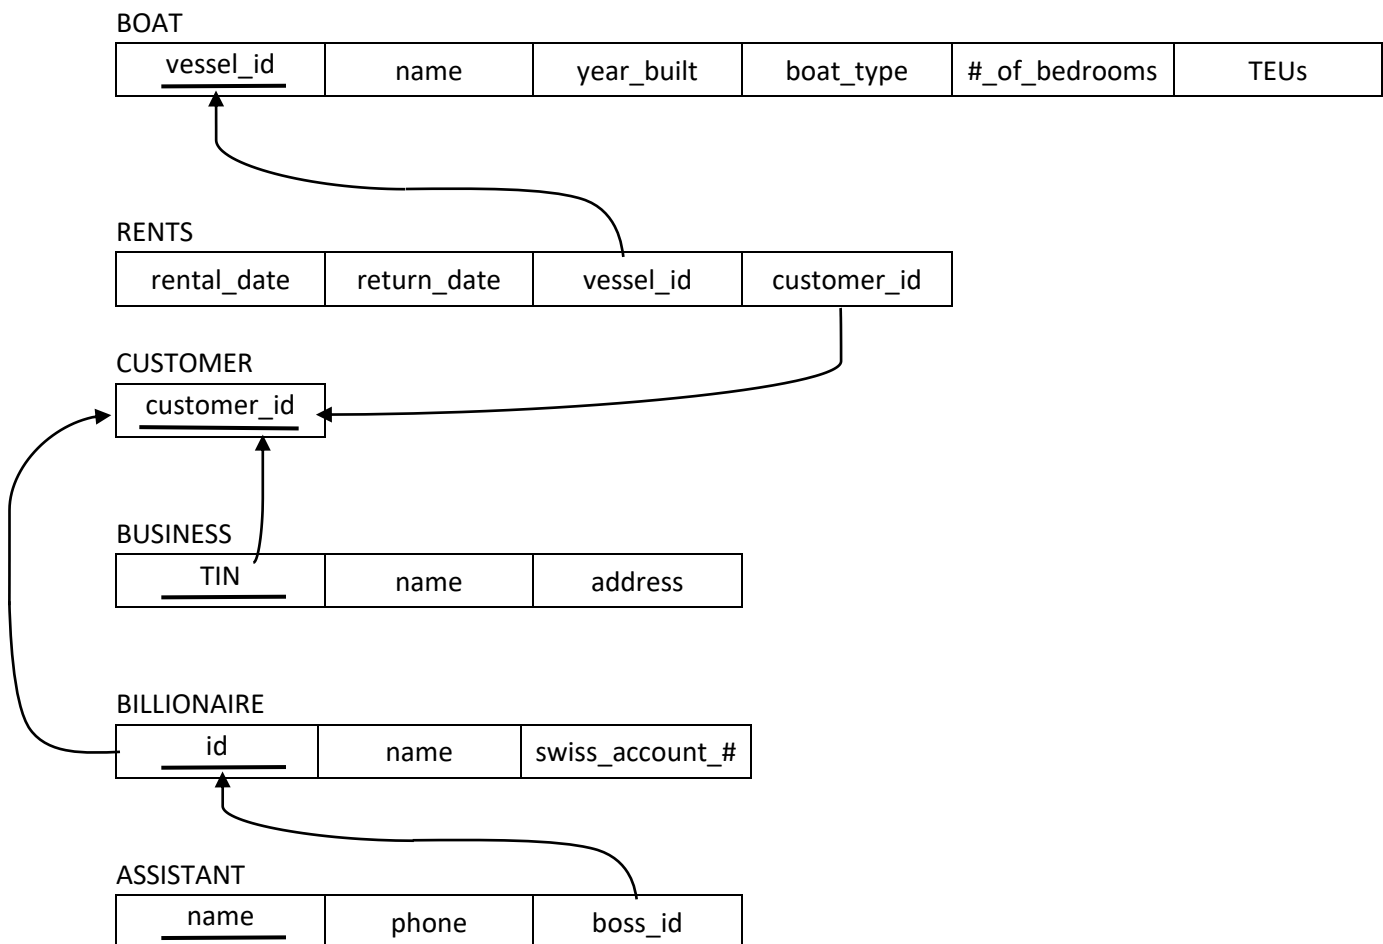 BOAT
vessel_id name year_built boat_type #_of_bedrooms TEUs
RENTS
rental_date return_date vessel_id customer_id
CUSTOMER
customer_id
BUSINESS
TIN name address
BILLIONAIRE
id name swiss_account_#
ASSISTANT
name phone boss_id